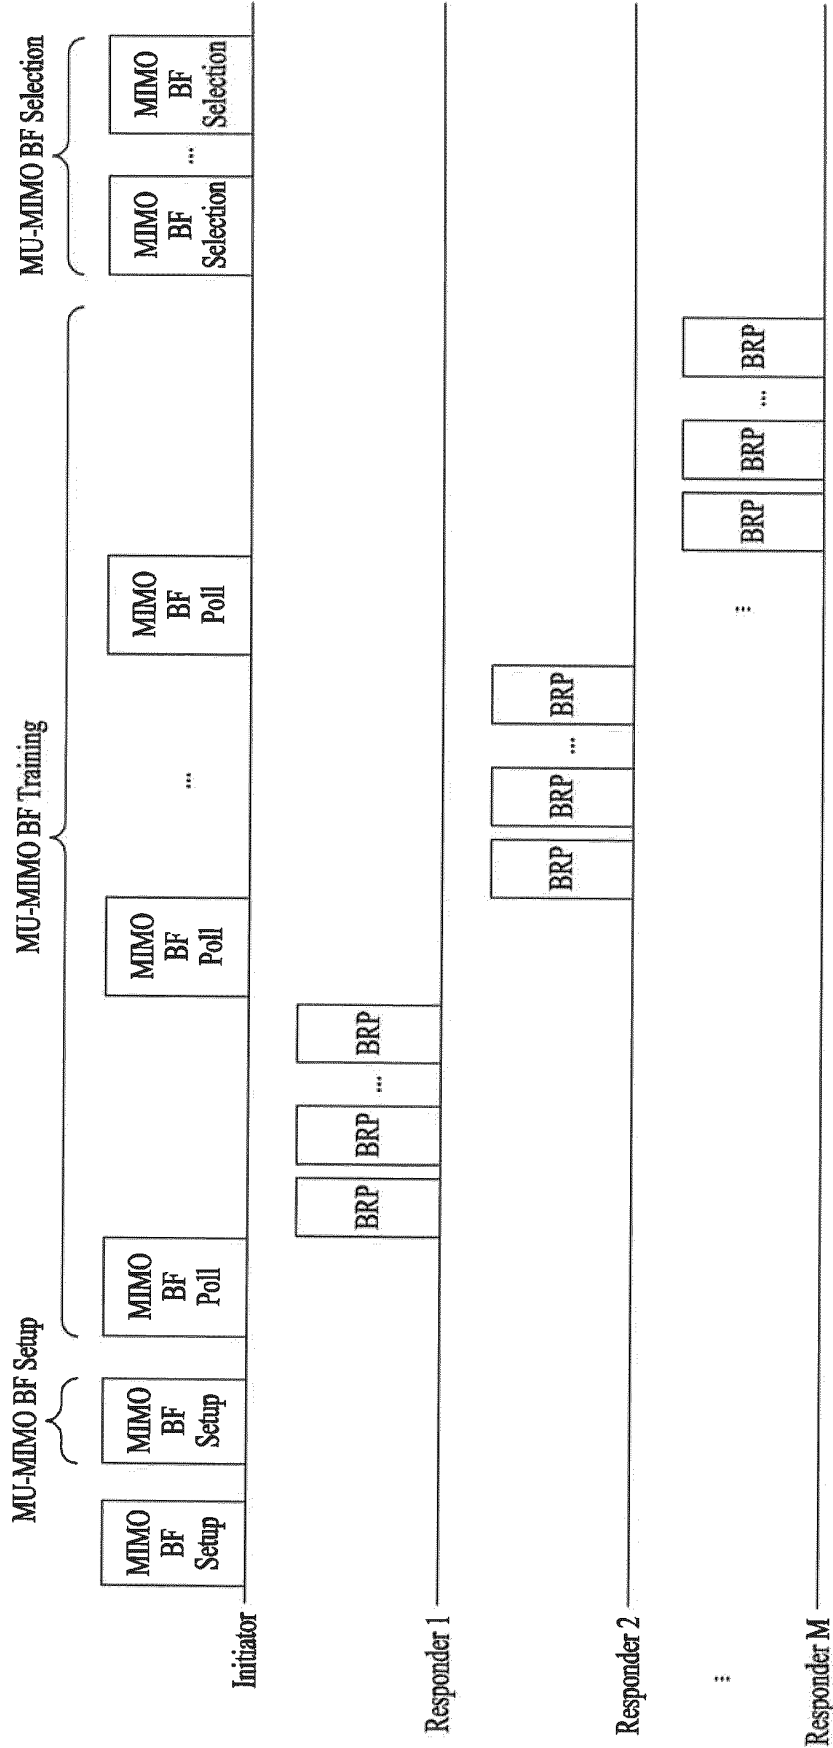 MU-MIMO BF Setup
MU-MIMO BF Training
MU-MIMO BF Selection
Initiator
MIMO
BF
Setup
MIMO
BF
Setup
MIMO
BF
Poll
MIMO
BF
Poll
...
MIMO
BF
Poll
MIMO
BF
Selection
...
MIMO
BF
Selection
Responder 1
BRP
BRP
...
BRP
Responder 2
BRP
BRP
...
BRP
...
...
Responder M
BRP
BRP
...
BRP